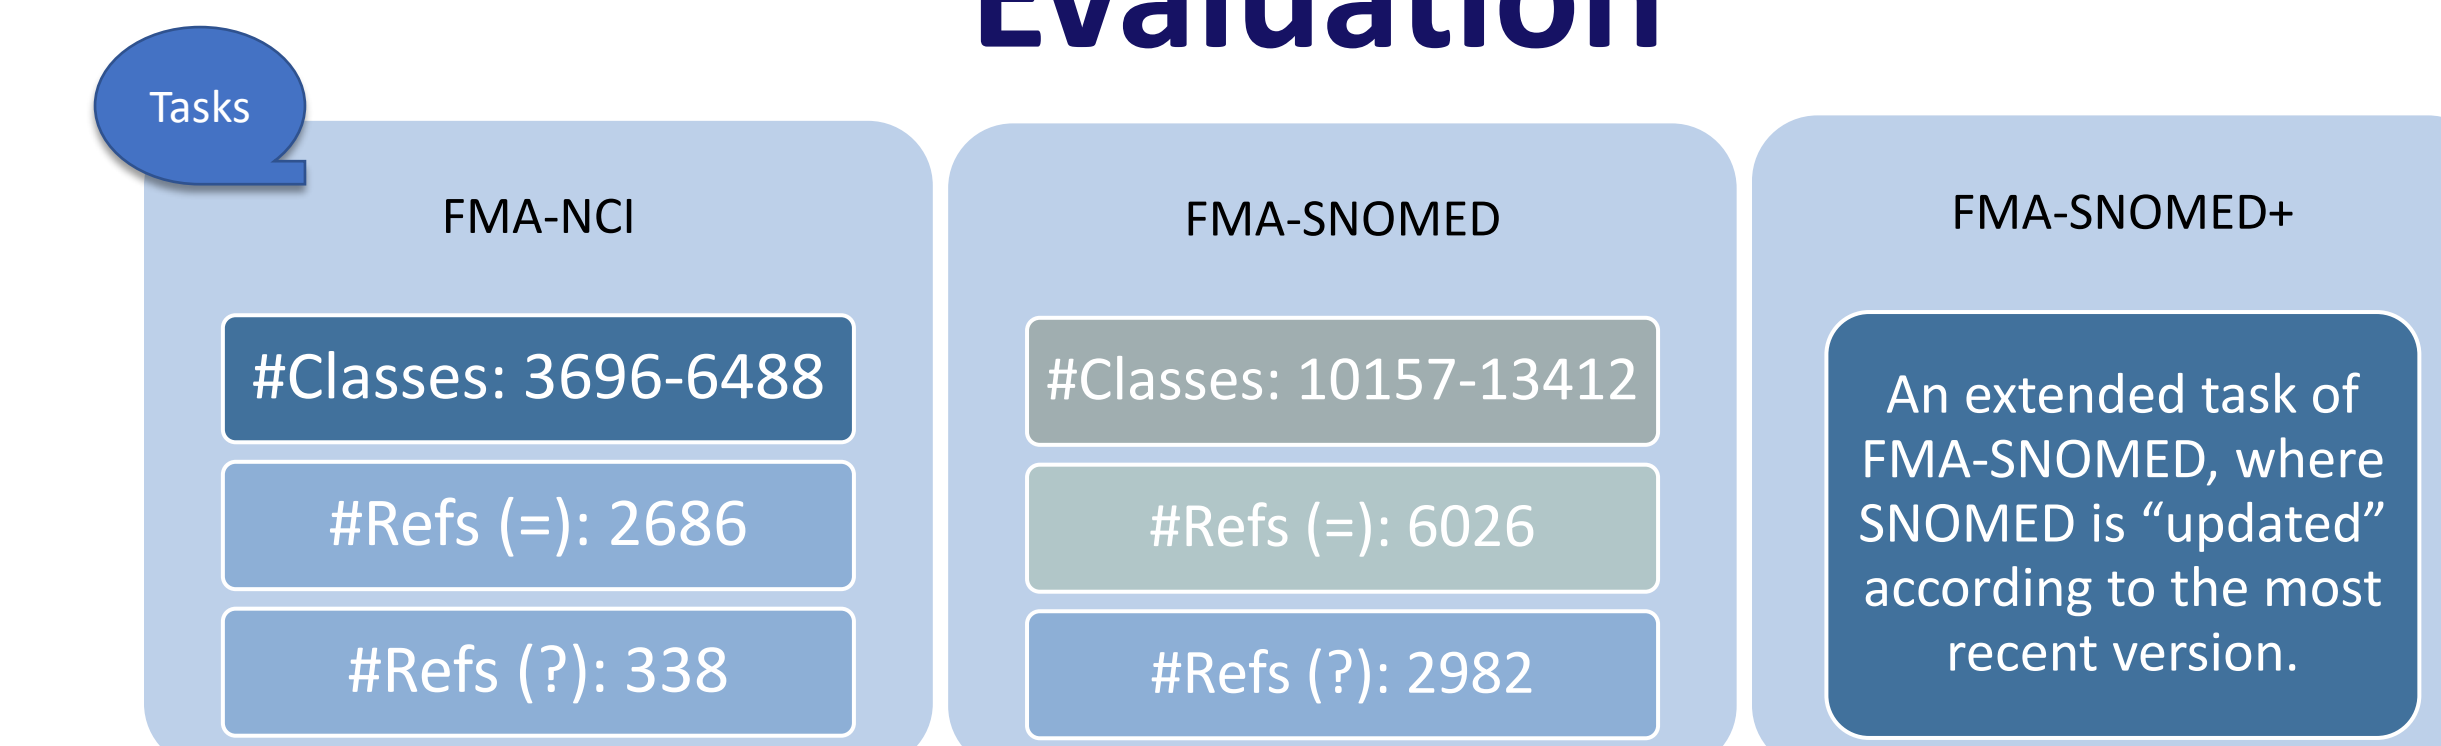 Evaluation
Tasks
FMA-NCI
#Classes: 3696-6488
#Refs (=): 2686
#Refs (?): 338
FMA-SNOMED
#Classes: 10157-13412
#Refs (=): 6026
#Refs (?): 2982
FMA-SNOMED+
An extended task of
FMA-SNOMED, where
SNOMED is “updated”
according to the most
recent version.